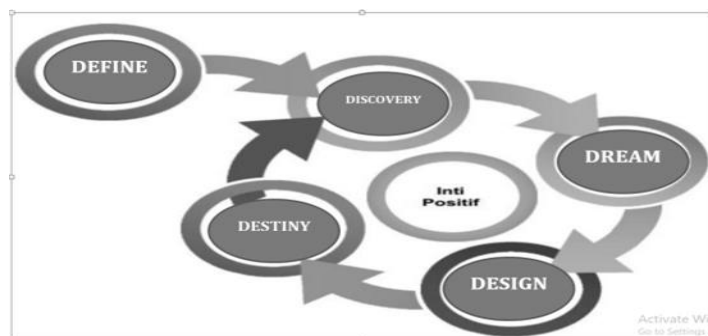 DEFINE
DISCOVERY
DREAM
Inti
Positif
DESTINY
DESIGN
Activate Wi
Go to Settings